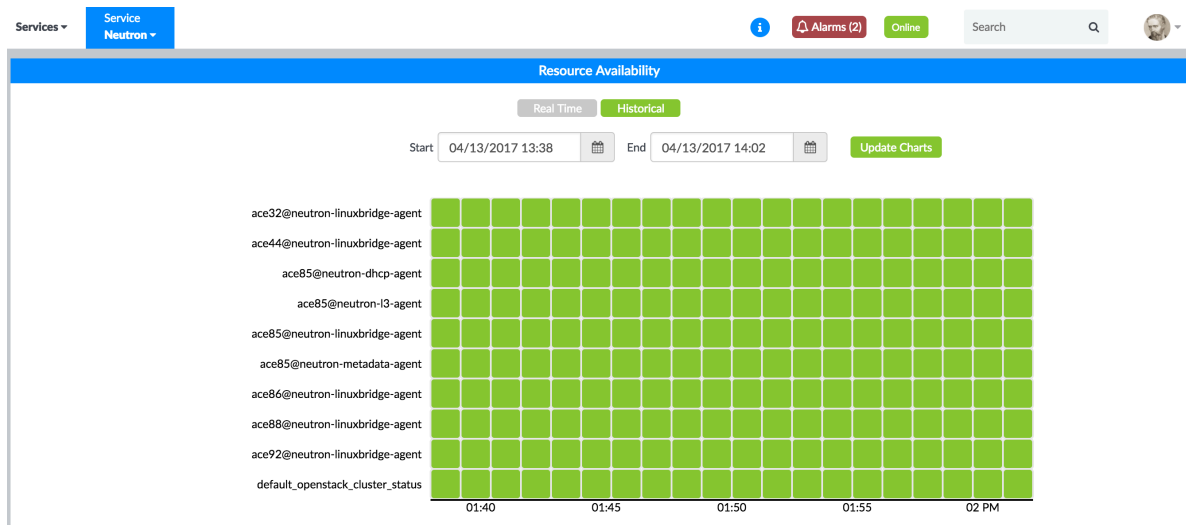 Services
Service
Neutron
i
Alarms (2)
Online
Search
Resource Availability
Real Time
Historical
Start
04/13/2017 13:38
End
04/13/2017 14:02
Update Charts
ace32@neutron-linuxbridge-agent
ace44@neutron-linuxbridge-agent
ace85@neutron-dhcp-agent
ace85@neutron-l3-agent
ace85@neutron-linuxbridge-agent
ace85@neutron-metadata-agent
ace86@neutron-linuxbridge-agent
ace88@neutron-linuxbridge-agent
ace92@neutron-linuxbridge-agent
default_openstack_cluster_status
01:40 01:45 01:50 01:55 02 PM